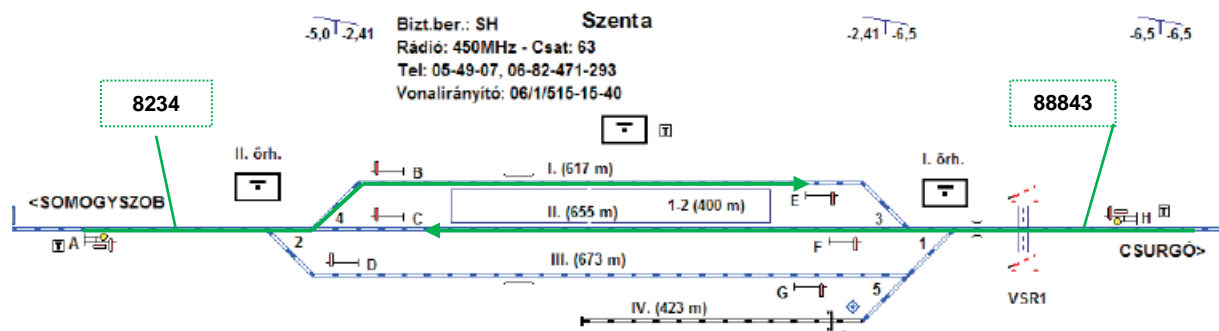 Szenta
Bizt.ber.: SH
Rádió: 450MHz - Csat: 63
Tel: 05-49-07, 06-82-471-293
Vonalirányító: 06/1/515-15-40
-5,0 -2,41
-2,41 -6,5
-6,5 -6,5
8234
88843
T
II. őrh.
I. őrh.
B
I. (617 m)
E
<SOMOGYSZOB
4
C
II. (655 m)
1-2 (400 m)
3
H T
T A
2
F
1
CSURGÓ>
D
III. (673 m)
G
5
VSR1
IV. (423 m)